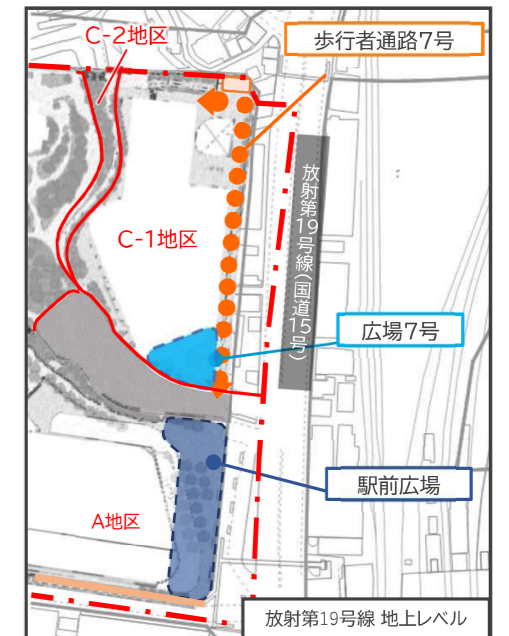 C-2地区
歩行者通路7号
放射第19号線(国道15号)
C-1地区
広場7号
駅前広場
A地区
放射第19号線 地上レベル